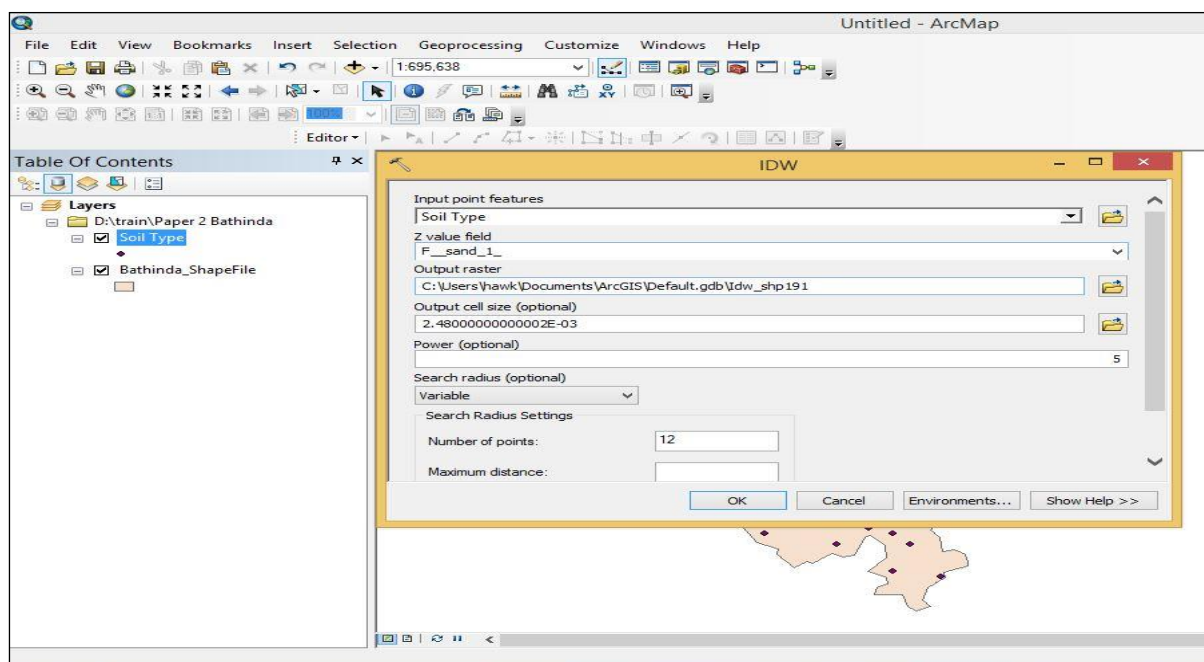 Untitled - ArcMap
File Edit View Bookmarks Insert Selection Geoprocessing Customize Windows Help
1:695,638
100%
Editor
Table Of Contents
Layers
D:\train\Paper 2 Bathinda
Soil Type
Bathinda_ShapeFile
IDW
Input point features
Soil Type
Z value field
F__sand_1_
Output raster
C:\Users\hawk\Documents\ArcGIS\Default.gdb\Idw_shp191
Output cell size (optional)
2.48000000000002E-03
Power (optional)
5
Search radius (optional)
Variable
Search Radius Settings
Number of points:
12
Maximum distance:
OK Cancel Environments... Show Help >>